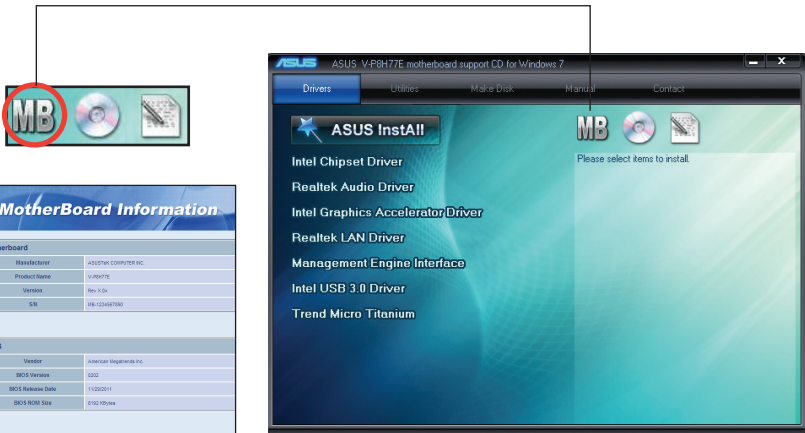 MB
MotherBoard Information
erboard
Manufacturer ASUSTeK COMPUTER INC.
Product Name V-P8H77E
Version Rev X.0x
S/N MB-1234567890
Vendor American Megatrends Inc.
BIOS Version 0202
BIOS Release Date 11/29/2011
BIOS ROM Size 8192 KBytes
ASUS ASUS V-P8H77E motherboard support CD for Windows 7
Drivers Utilities Make Disk Manual Contact
ASUS InstAll
MB
Please select items to install.
Intel Chipset Driver
Realtek Audio Driver
Intel Graphics Accelerator Driver
Realtek LAN Driver
Management Engine Interface
Intel USB 3.0 Driver
Trend Micro Titanium